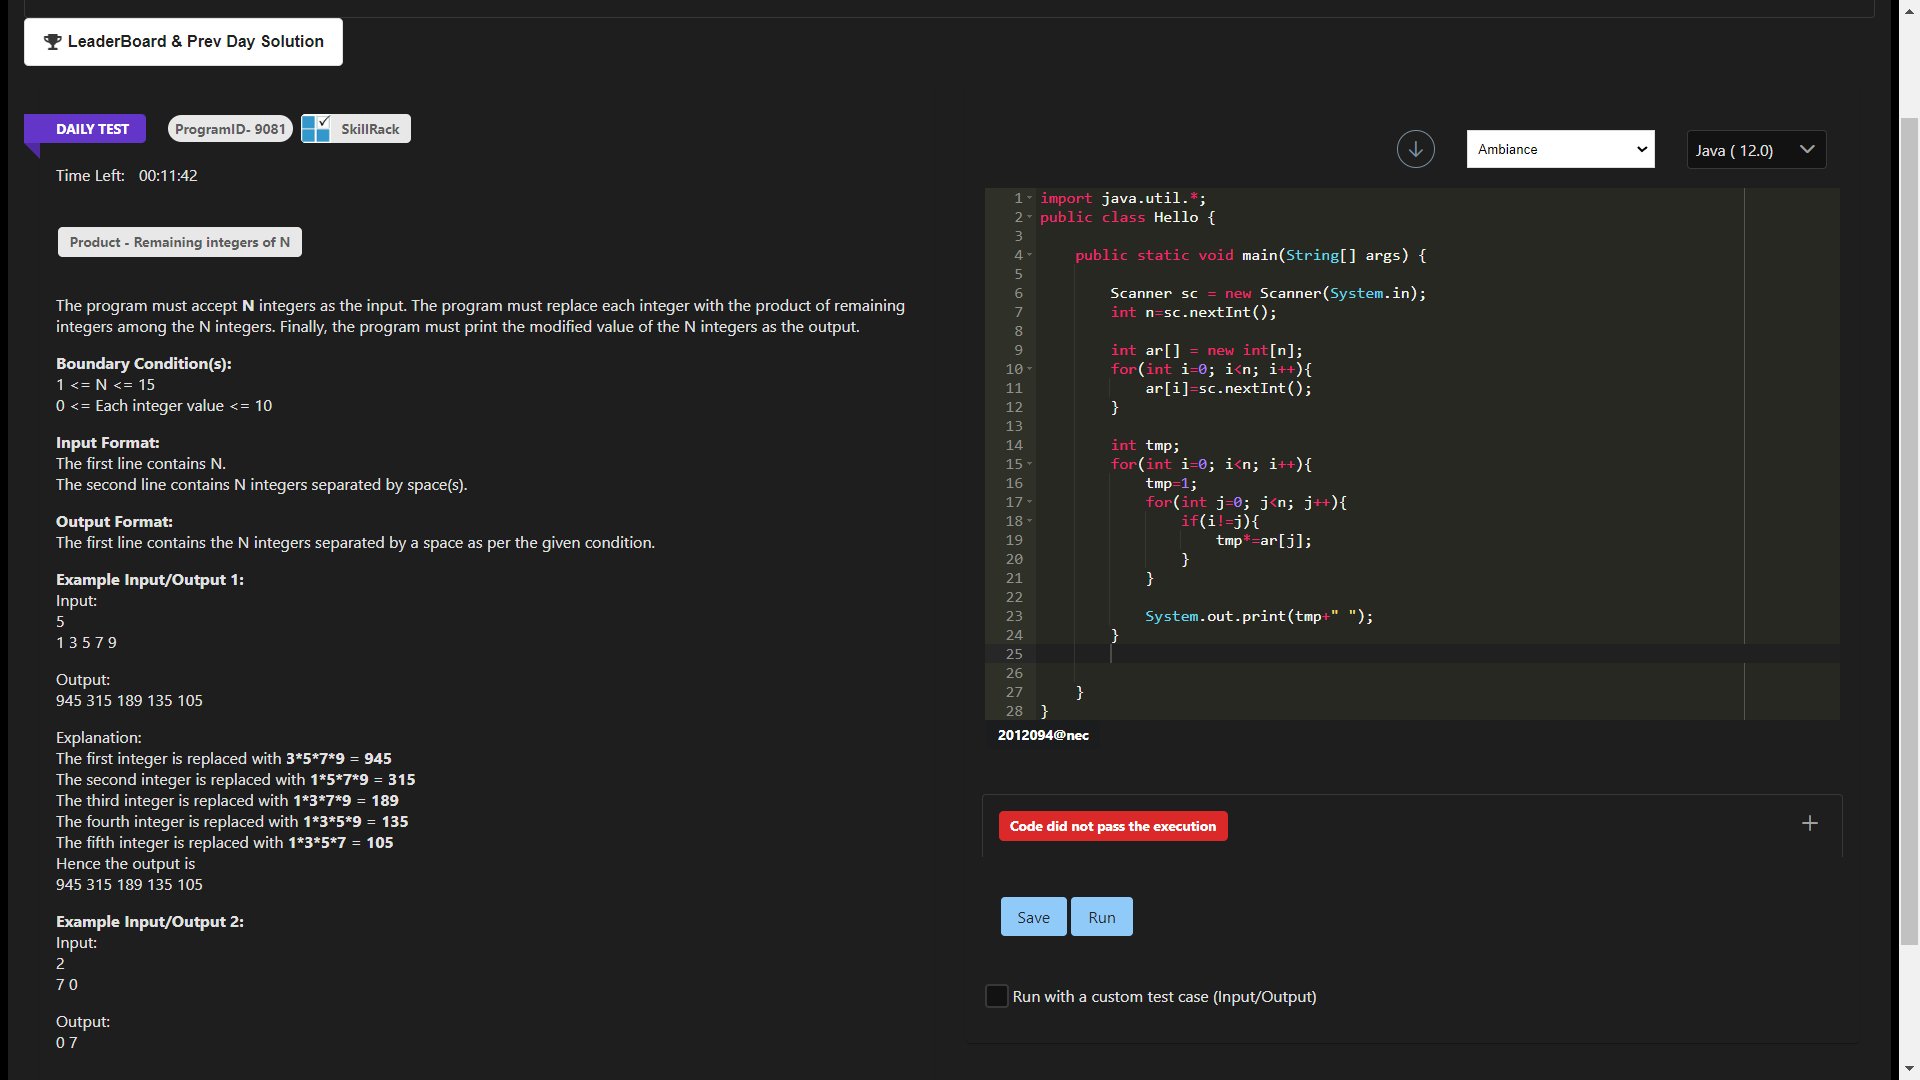 LeaderBoard & Prev Day Solution
DAILY TEST
ProgramID- 9081
SkillRack
Time Left: 00:11:42
Product - Remaining integers of N
The program must accept N integers as the input. The program must replace each integer with the product of remaining
integers among the N integers. Finally, the program must print the modified value of the N integers as the output.
Boundary Condition(s):
1 <= N <= 15
0 <= Each integer value <= 10
Input Format:
The first line contains N.
The second line contains N integers separated by space(s).
Output Format:
The first line contains the N integers separated by a space as per the given condition.
Example Input/Output 1:
Input:
5
1 3 5 7 9
Output:
945 315 189 135 105
Explanation:
The first integer is replaced with 3*5*7*9 = 945
The second integer is replaced with 1*5*7*9 = 315
The third integer is replaced with 1*3*7*9 = 189
The fourth integer is replaced with 1*3*5*9 = 135
The fifth integer is replaced with 1*3*5*7 = 105
Hence the output is
945 315 189 135 105
Example Input/Output 2:
Input:
2
7 0
Output:
0 7
Ambiance
Java ( 12.0)
1 import java.util.*;
2 public class Hello {
3
4 public static void main(String[] args) {
5
6 Scanner sc = new Scanner(System.in);
7 int n=sc.nextInt();
8
9 int ar[] = new int[n];
10 for(int i=0; i<n; i++){
11 ar[i]=sc.nextInt();
12 }
13
14 int tmp;
15 for(int i=0; i<n; i++){
16 tmp=1;
17 for(int j=0; j<n; j++){
18 if(i!=j){
19 tmp*=ar[j];
20 }
21 }
22
23 System.out.print(tmp+" ");
24 }
25
26
27 }
28 }
2012094@nec
Code did not pass the execution
Save
Run
Run with a custom test case (Input/Output)